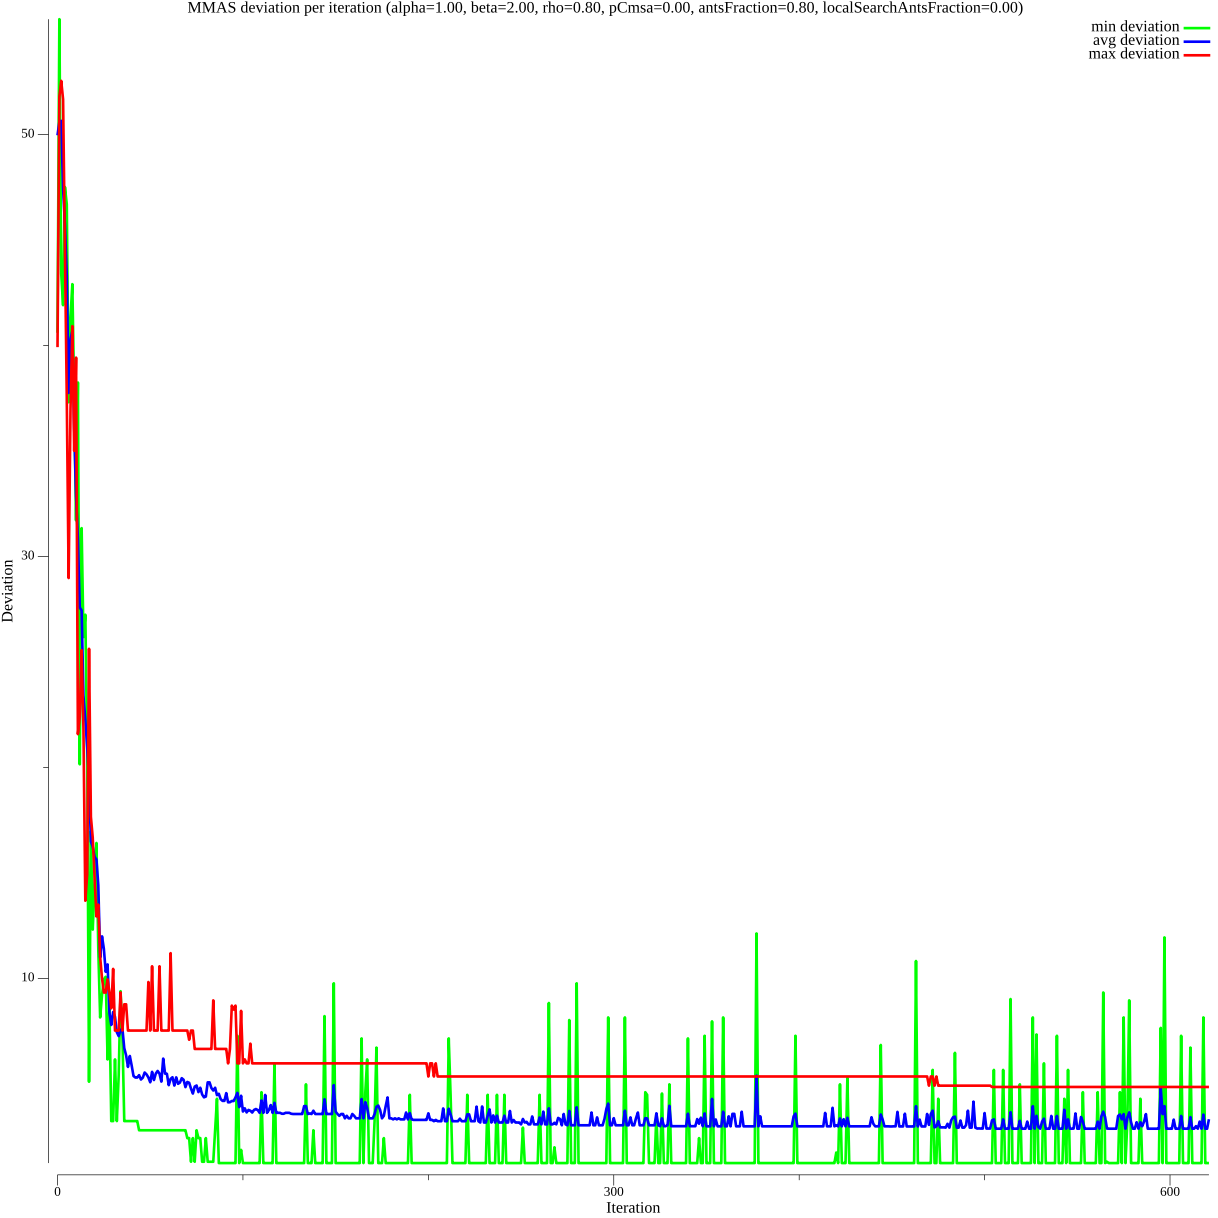 MMAS deviation per iteration (alpha=1.00, beta=2.00, rho=0.80, pCmsa=0.00, antsFraction=0.80, localSearchAntsFraction=0.00)
min deviation
avg deviation
max deviation
50
30
10
Deviation
0
300
600
Iteration